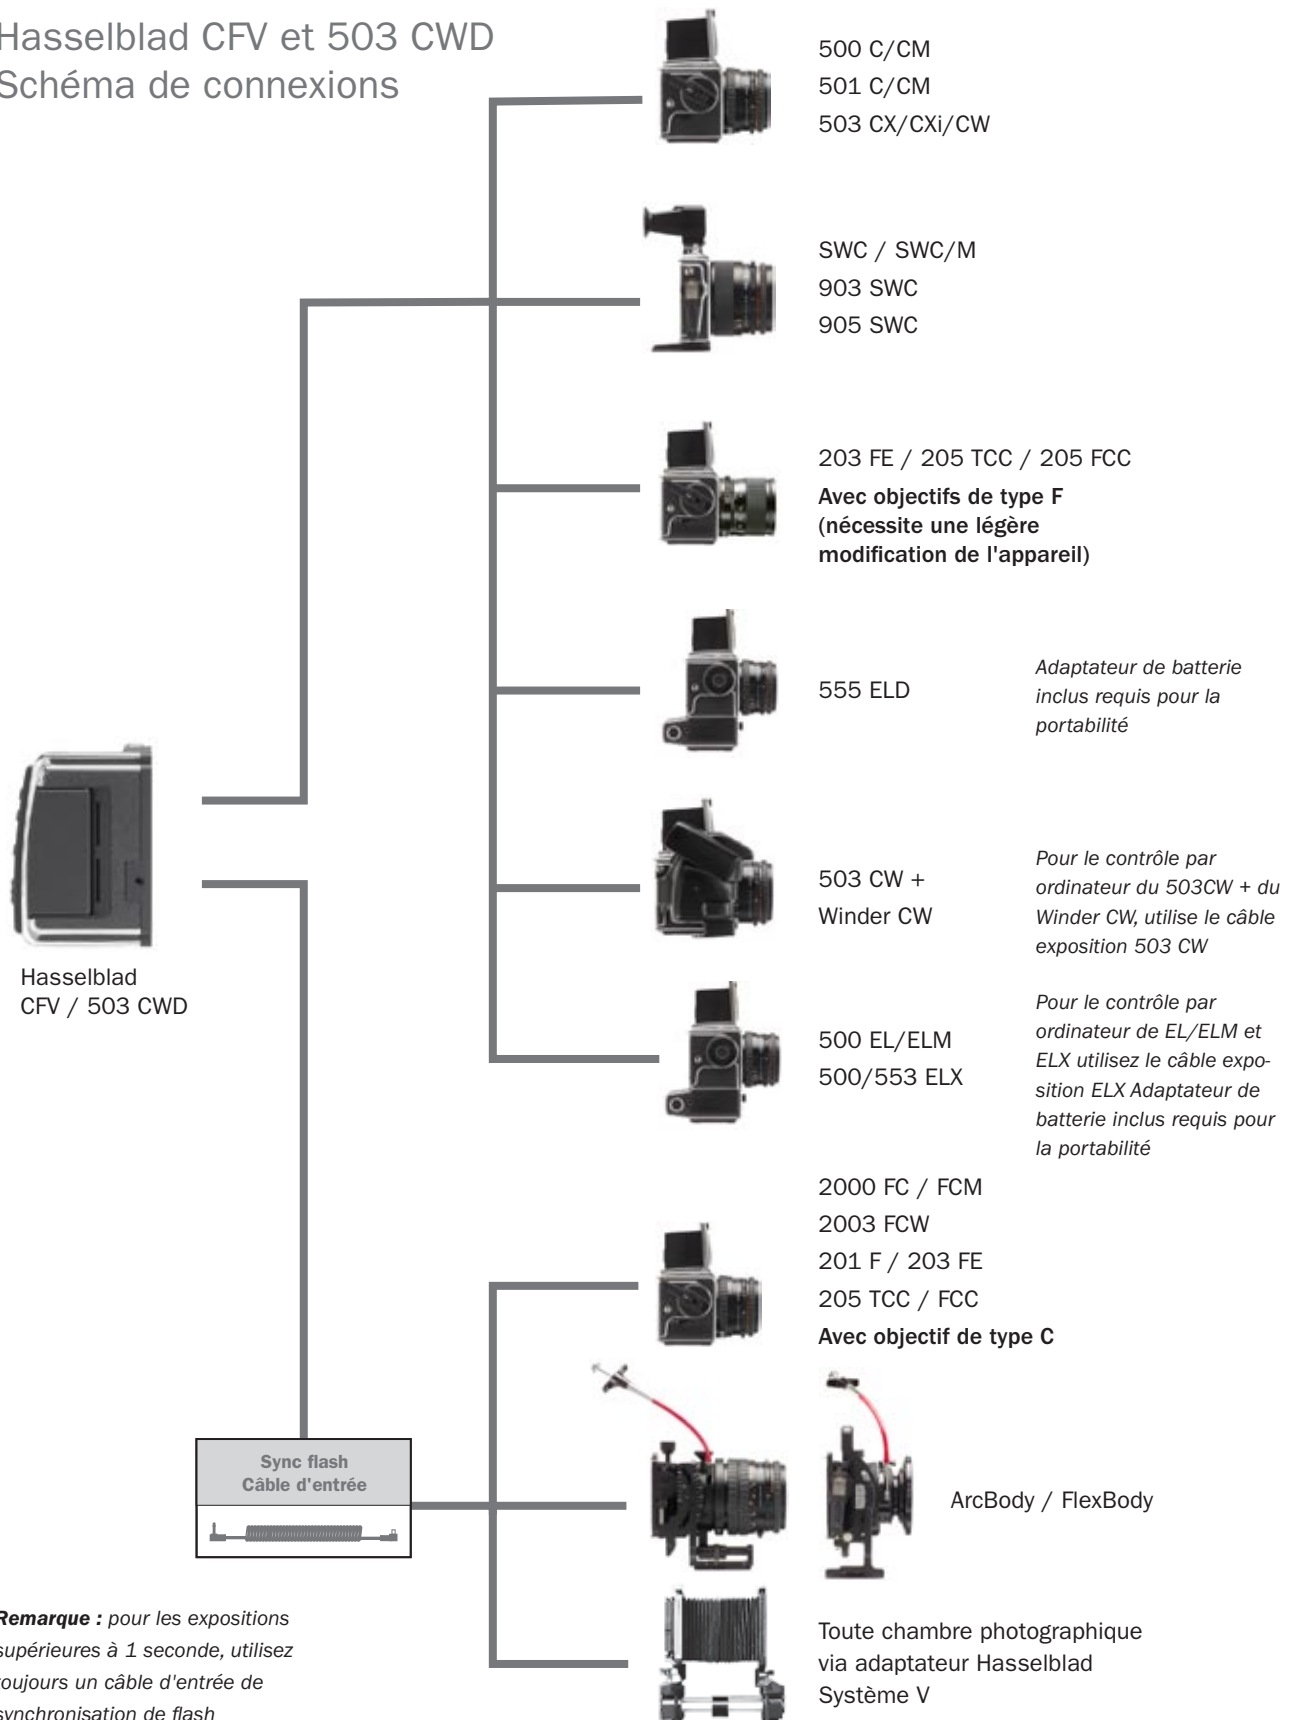 Hasselblad CFV et 503 CWD
Schéma de connexions
500 C/CM
501 C/CM
503 CX/CXi/CW
SWC / SWC/M
903 SWC
905 SWC
203 FE / 205 TCC / 205 FCC
Avec objectifs de type F
(nécessite une légère
modification de l'appareil)
555 ELD
Adaptateur de batterie
inclus requis pour la
portabilité
503 CW +
Winder CW
Pour le contrôle par
ordinateur du 503CW + du
Winder CW, utilise le câble
exposition 503 CW
Hasselblad
CFV / 503 CWD
500 EL/ELM
500/553 ELX
Pour le contrôle par
ordinateur de EL/ELM et
ELX utilisez le câble expo-
sition ELX Adaptateur de
batterie inclus requis pour
la portabilité
2000 FC / FCM
2003 FCW
201 F / 203 FE
205 TCC / FCC
Avec objectif de type C
Sync flash
Câble d'entrée
ArcBody / FlexBody
Remarque : pour les expositions
supérieures à 1 seconde, utilisez
toujours un câble d'entrée de
synchronisation de flash
Toute chambre photographique
via adaptateur Hasselblad
Système V